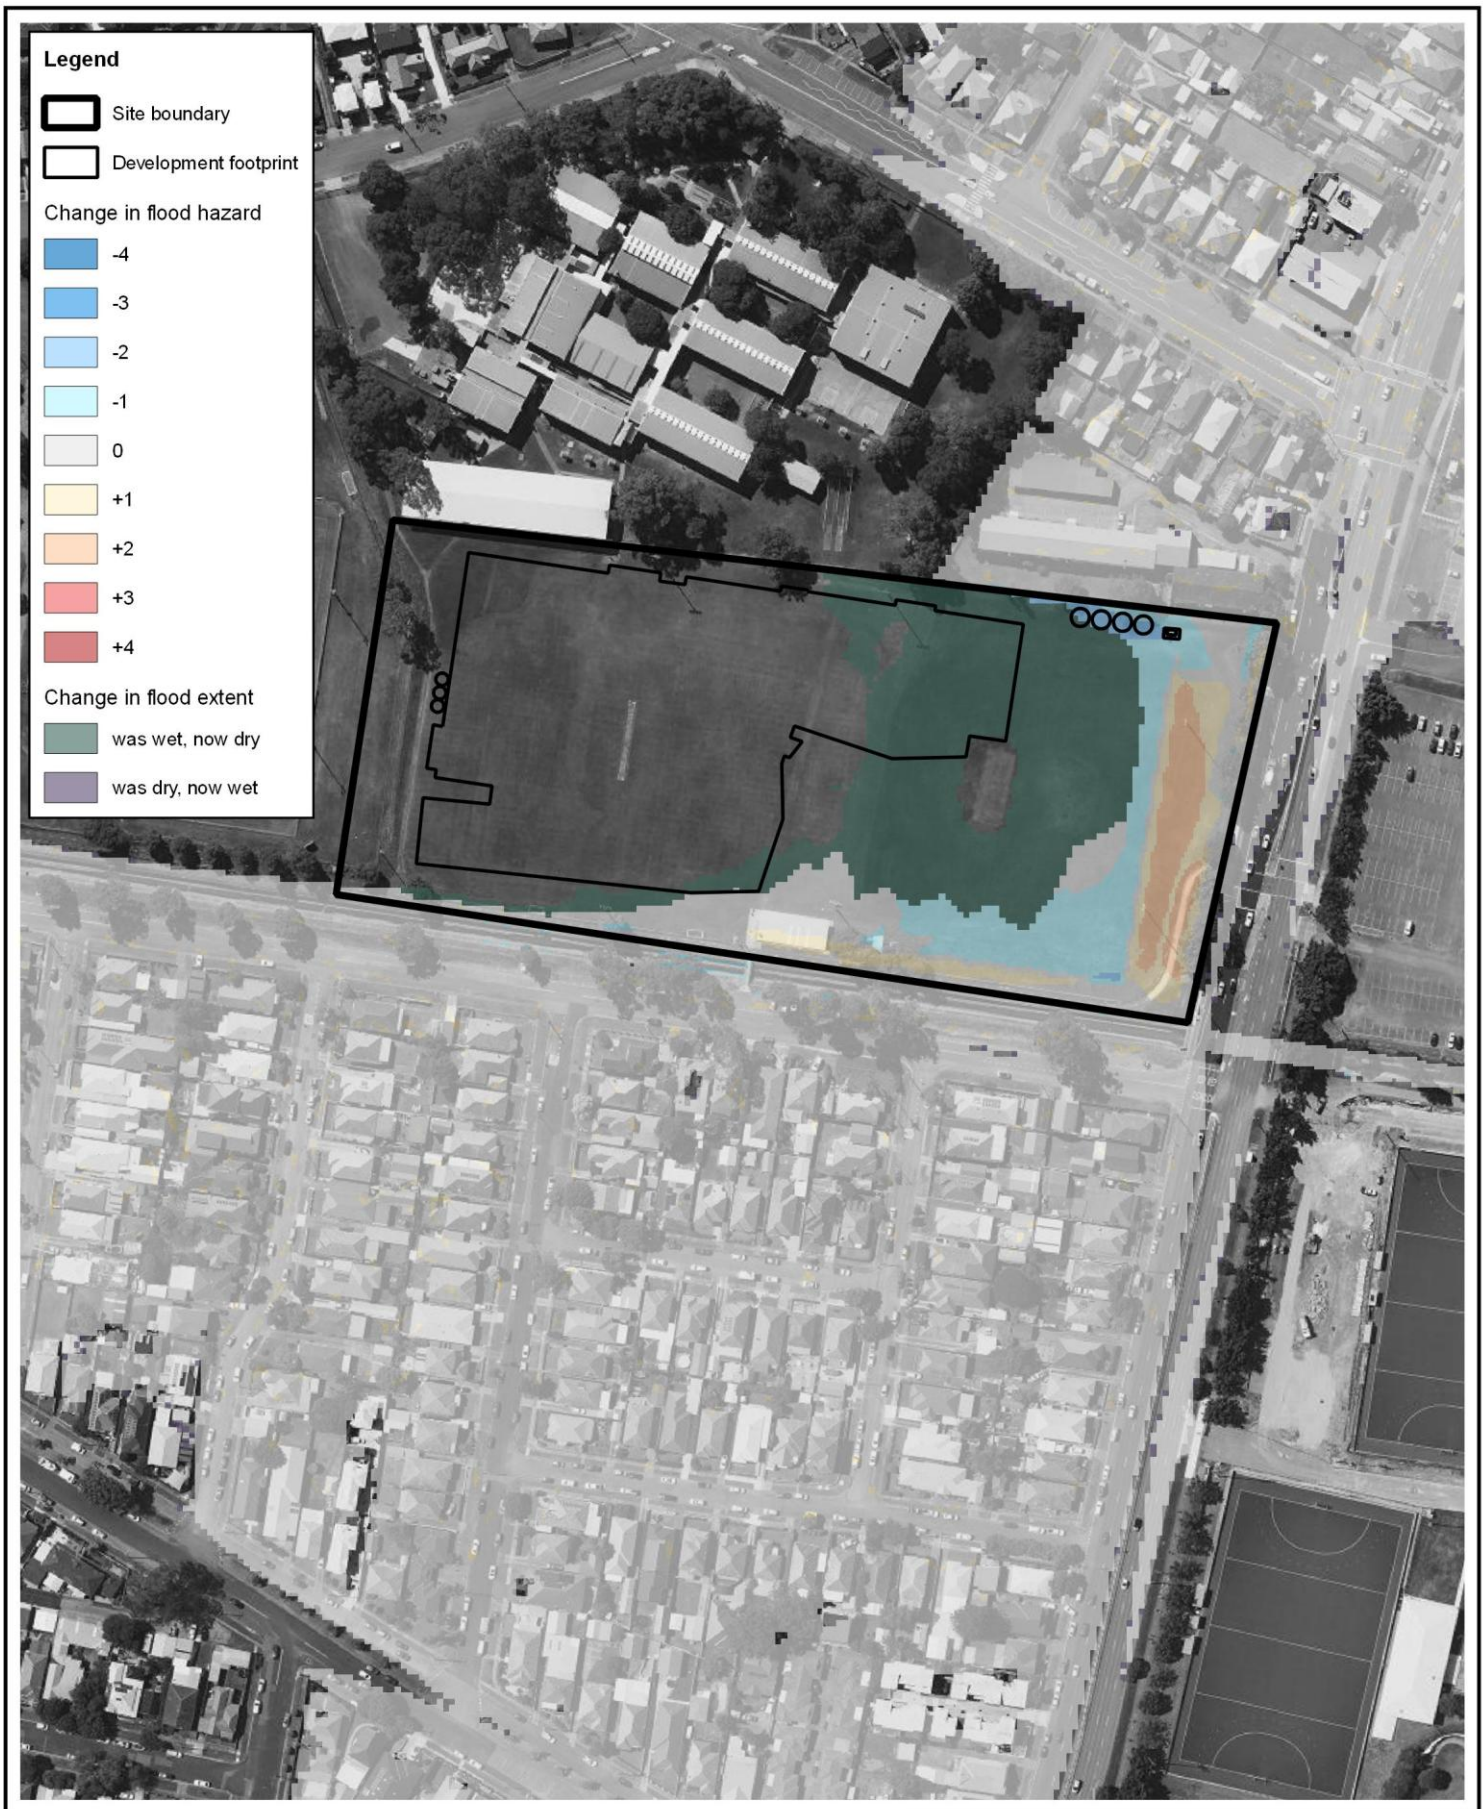 Legend
Site boundary
Development footprint
Change in flood hazard
-4
-3
-2
-1
0
+1
+2
+3
+4
Change in flood extent
was wet, now dry
was dry, now wet